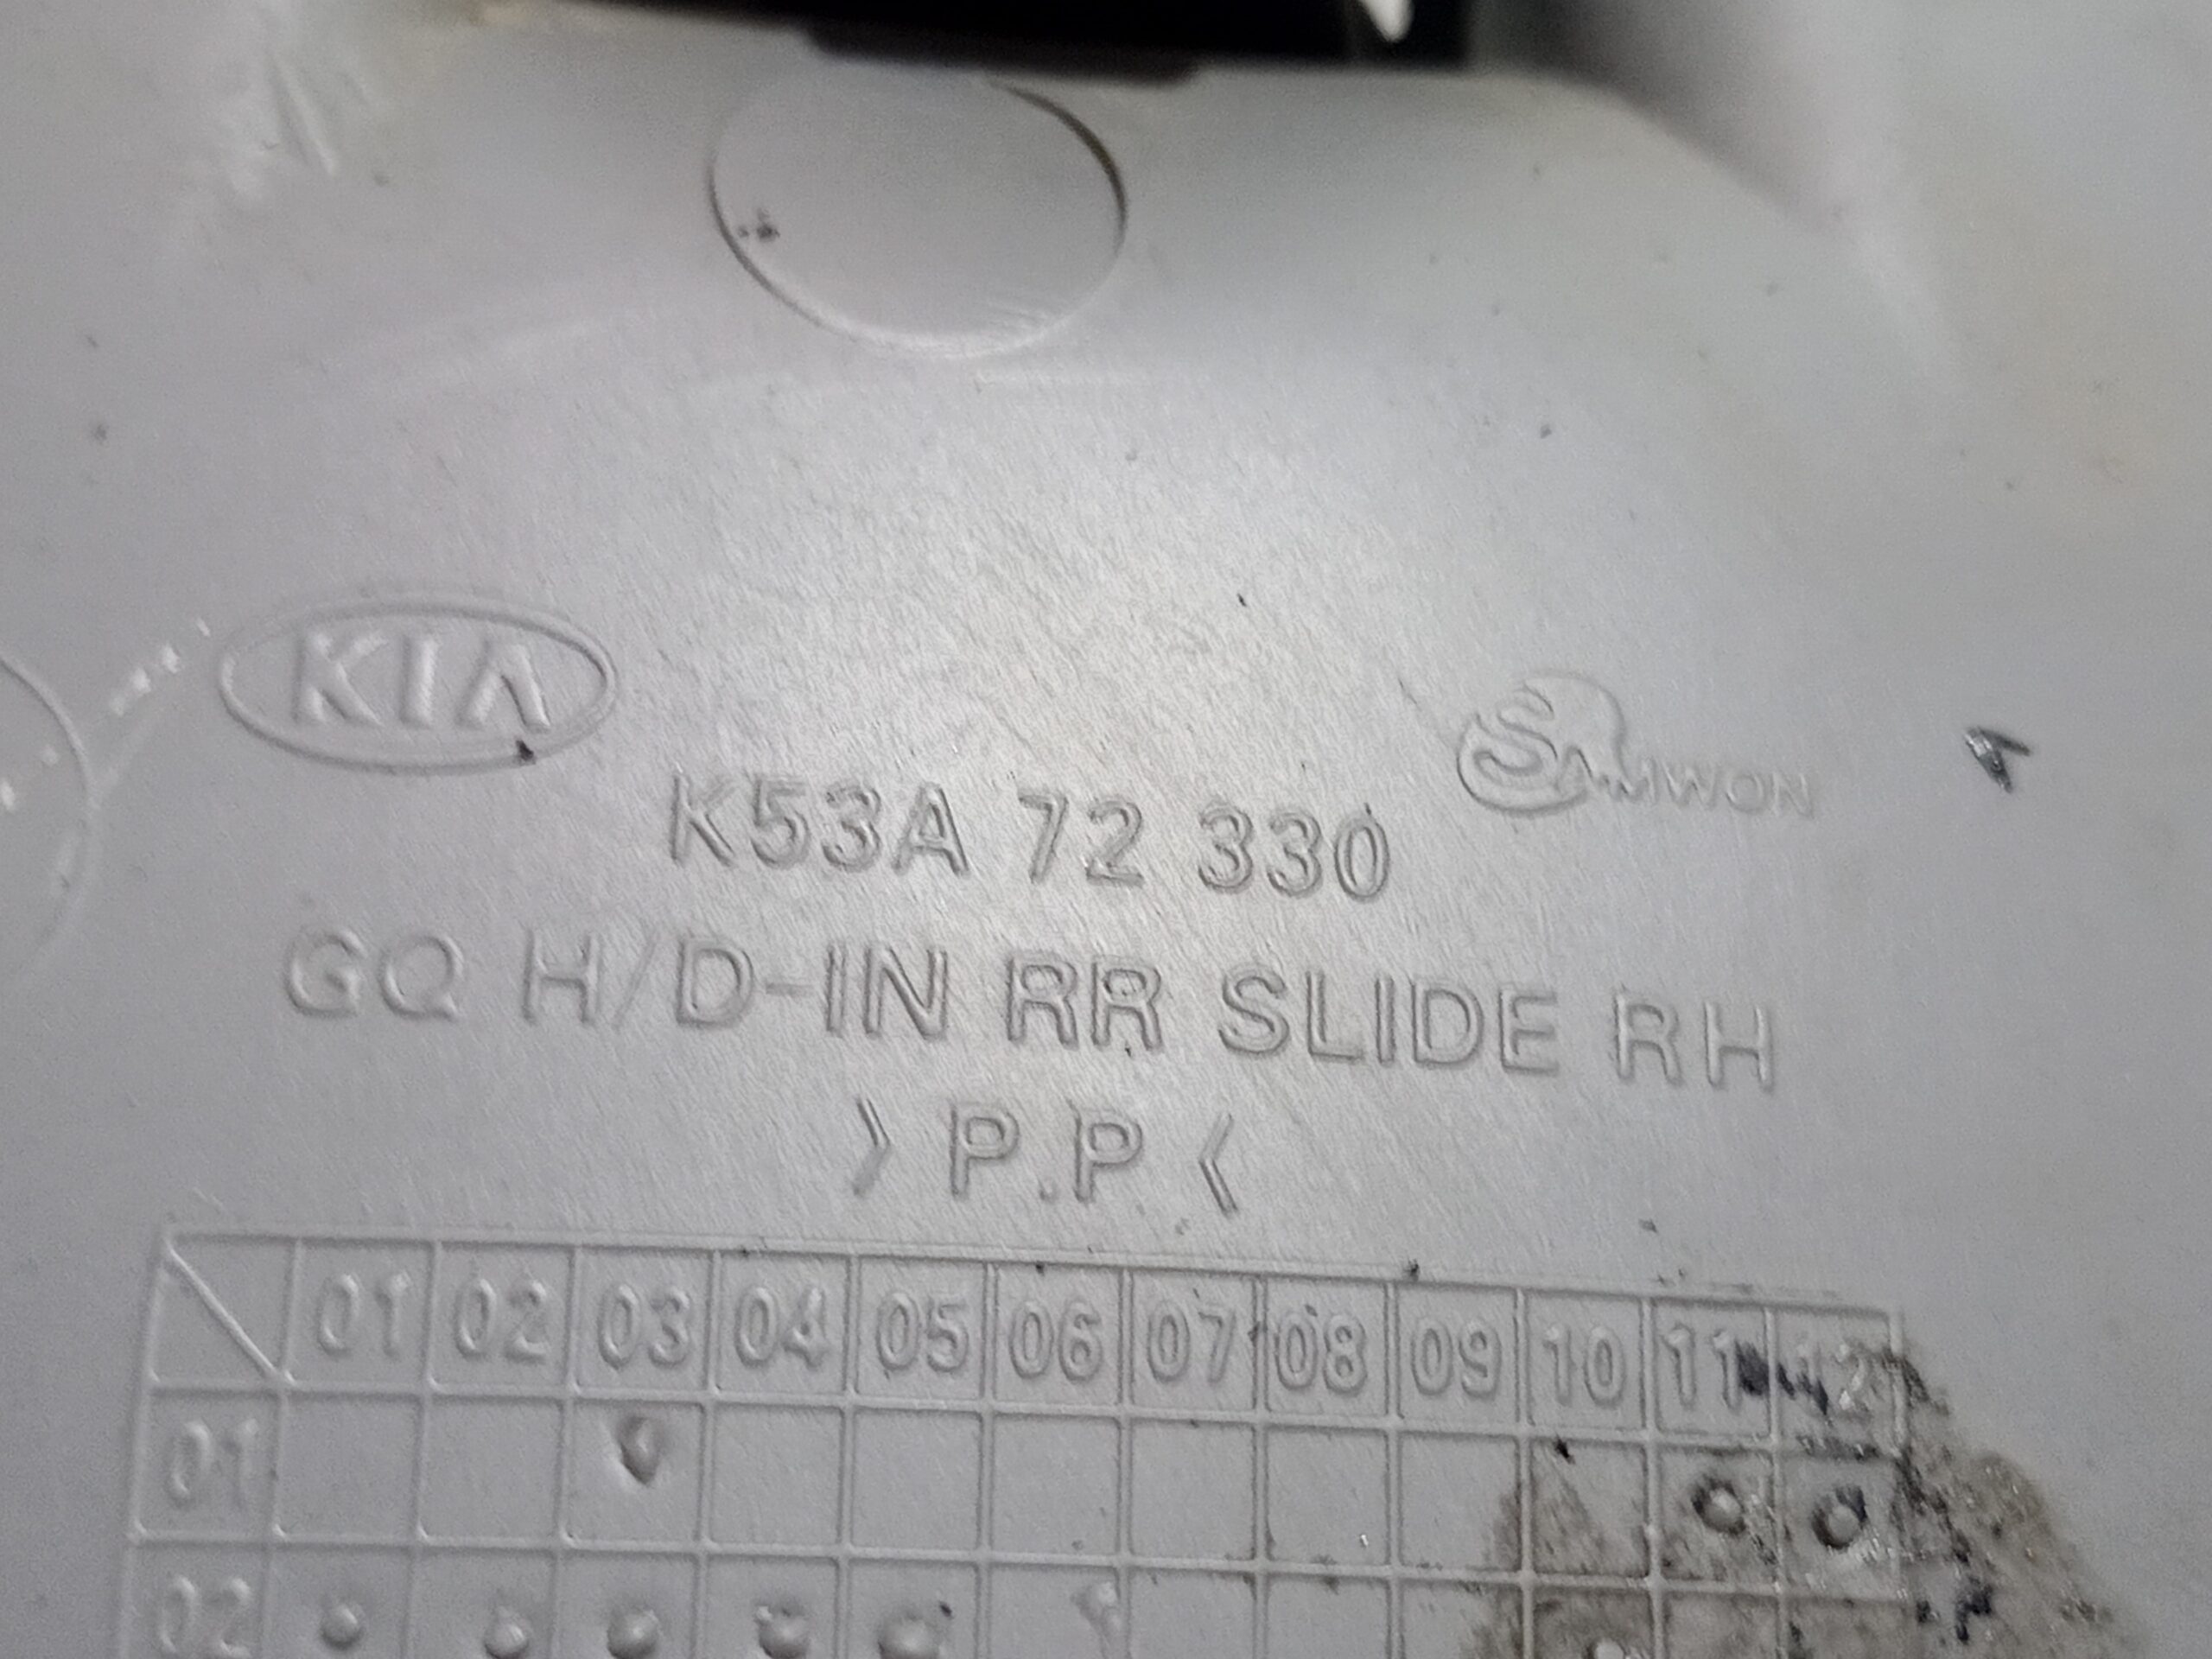 KIA
SAMWON
K53A 72 330
GQ H/D-IN RR SLIDE RH
>P.P<
01 02 03 04 05 06 07 08 09 10 11 12
01
02